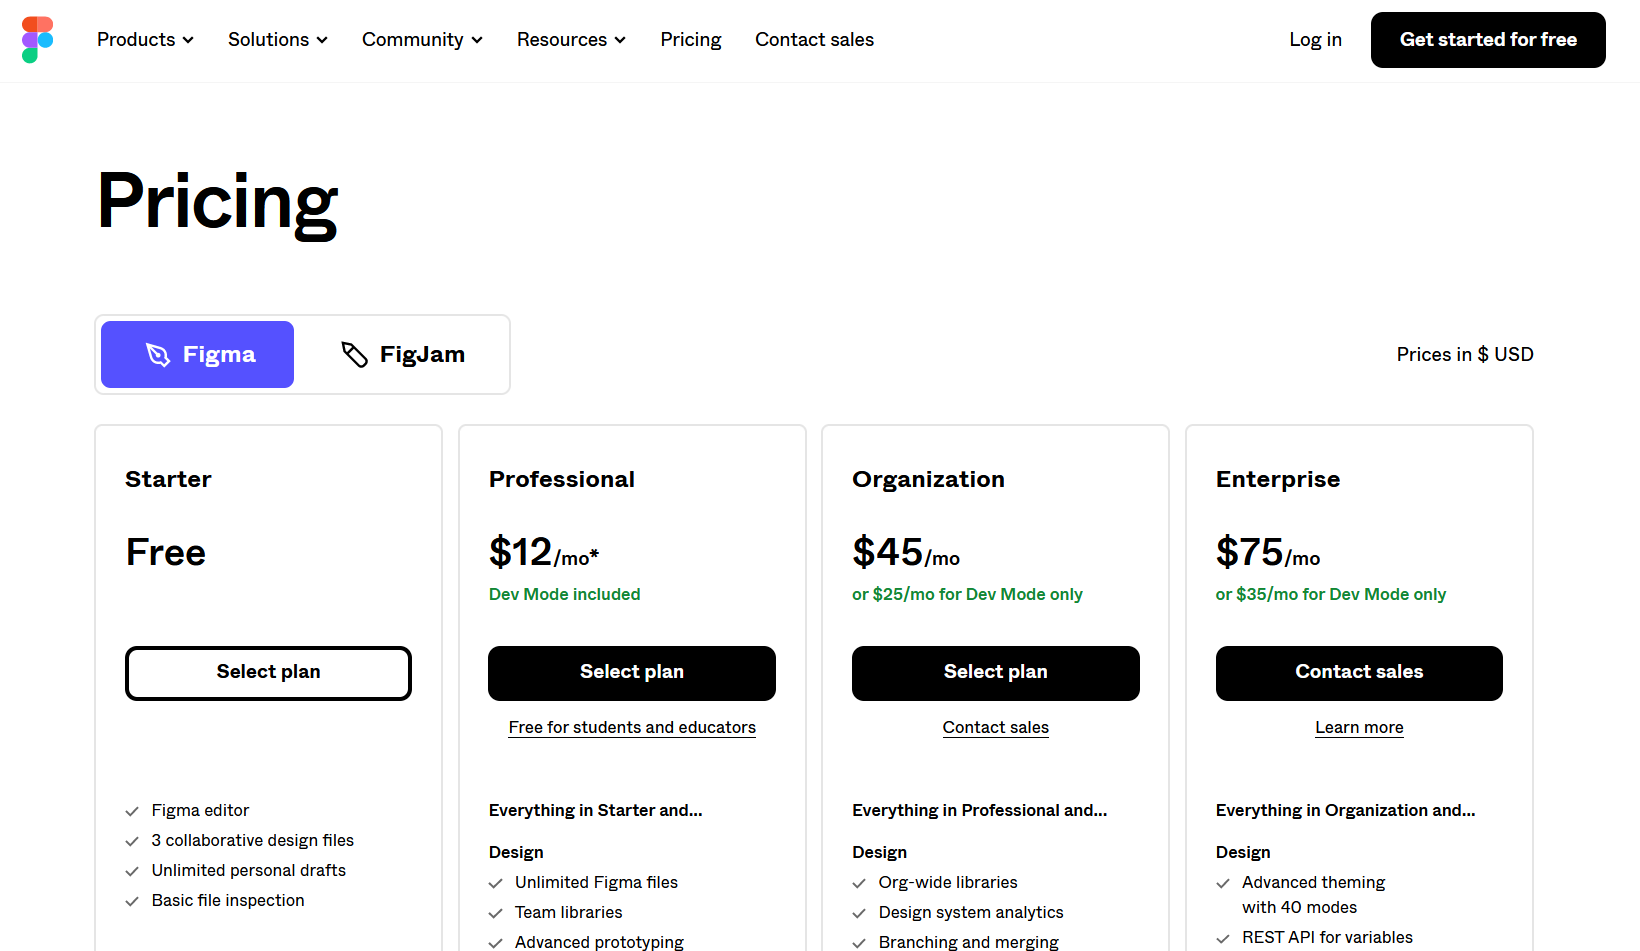 Products
Solutions
Community
Resources
Pricing
Contact sales
Log in
Get started for free
Pricing
Figma
FigJam
Prices in $ USD
Starter
Free
Select plan
Figma editor
3 collaborative design files
Unlimited personal drafts
Basic file inspection
Professional
$12/mo*
Dev Mode included
Select plan
Free for students and educators
Everything in Starter and...
Design
Unlimited Figma files
Team libraries
Advanced prototyping
Organization
$45/mo
or $25/mo for Dev Mode only
Select plan
Contact sales
Everything in Professional and...
Design
Org-wide libraries
Design system analytics
Branching and merging
Enterprise
$75/mo
or $35/mo for Dev Mode only
Contact sales
Learn more
Everything in Organization and...
Design
Advanced theming
with 40 modes
REST API for variables